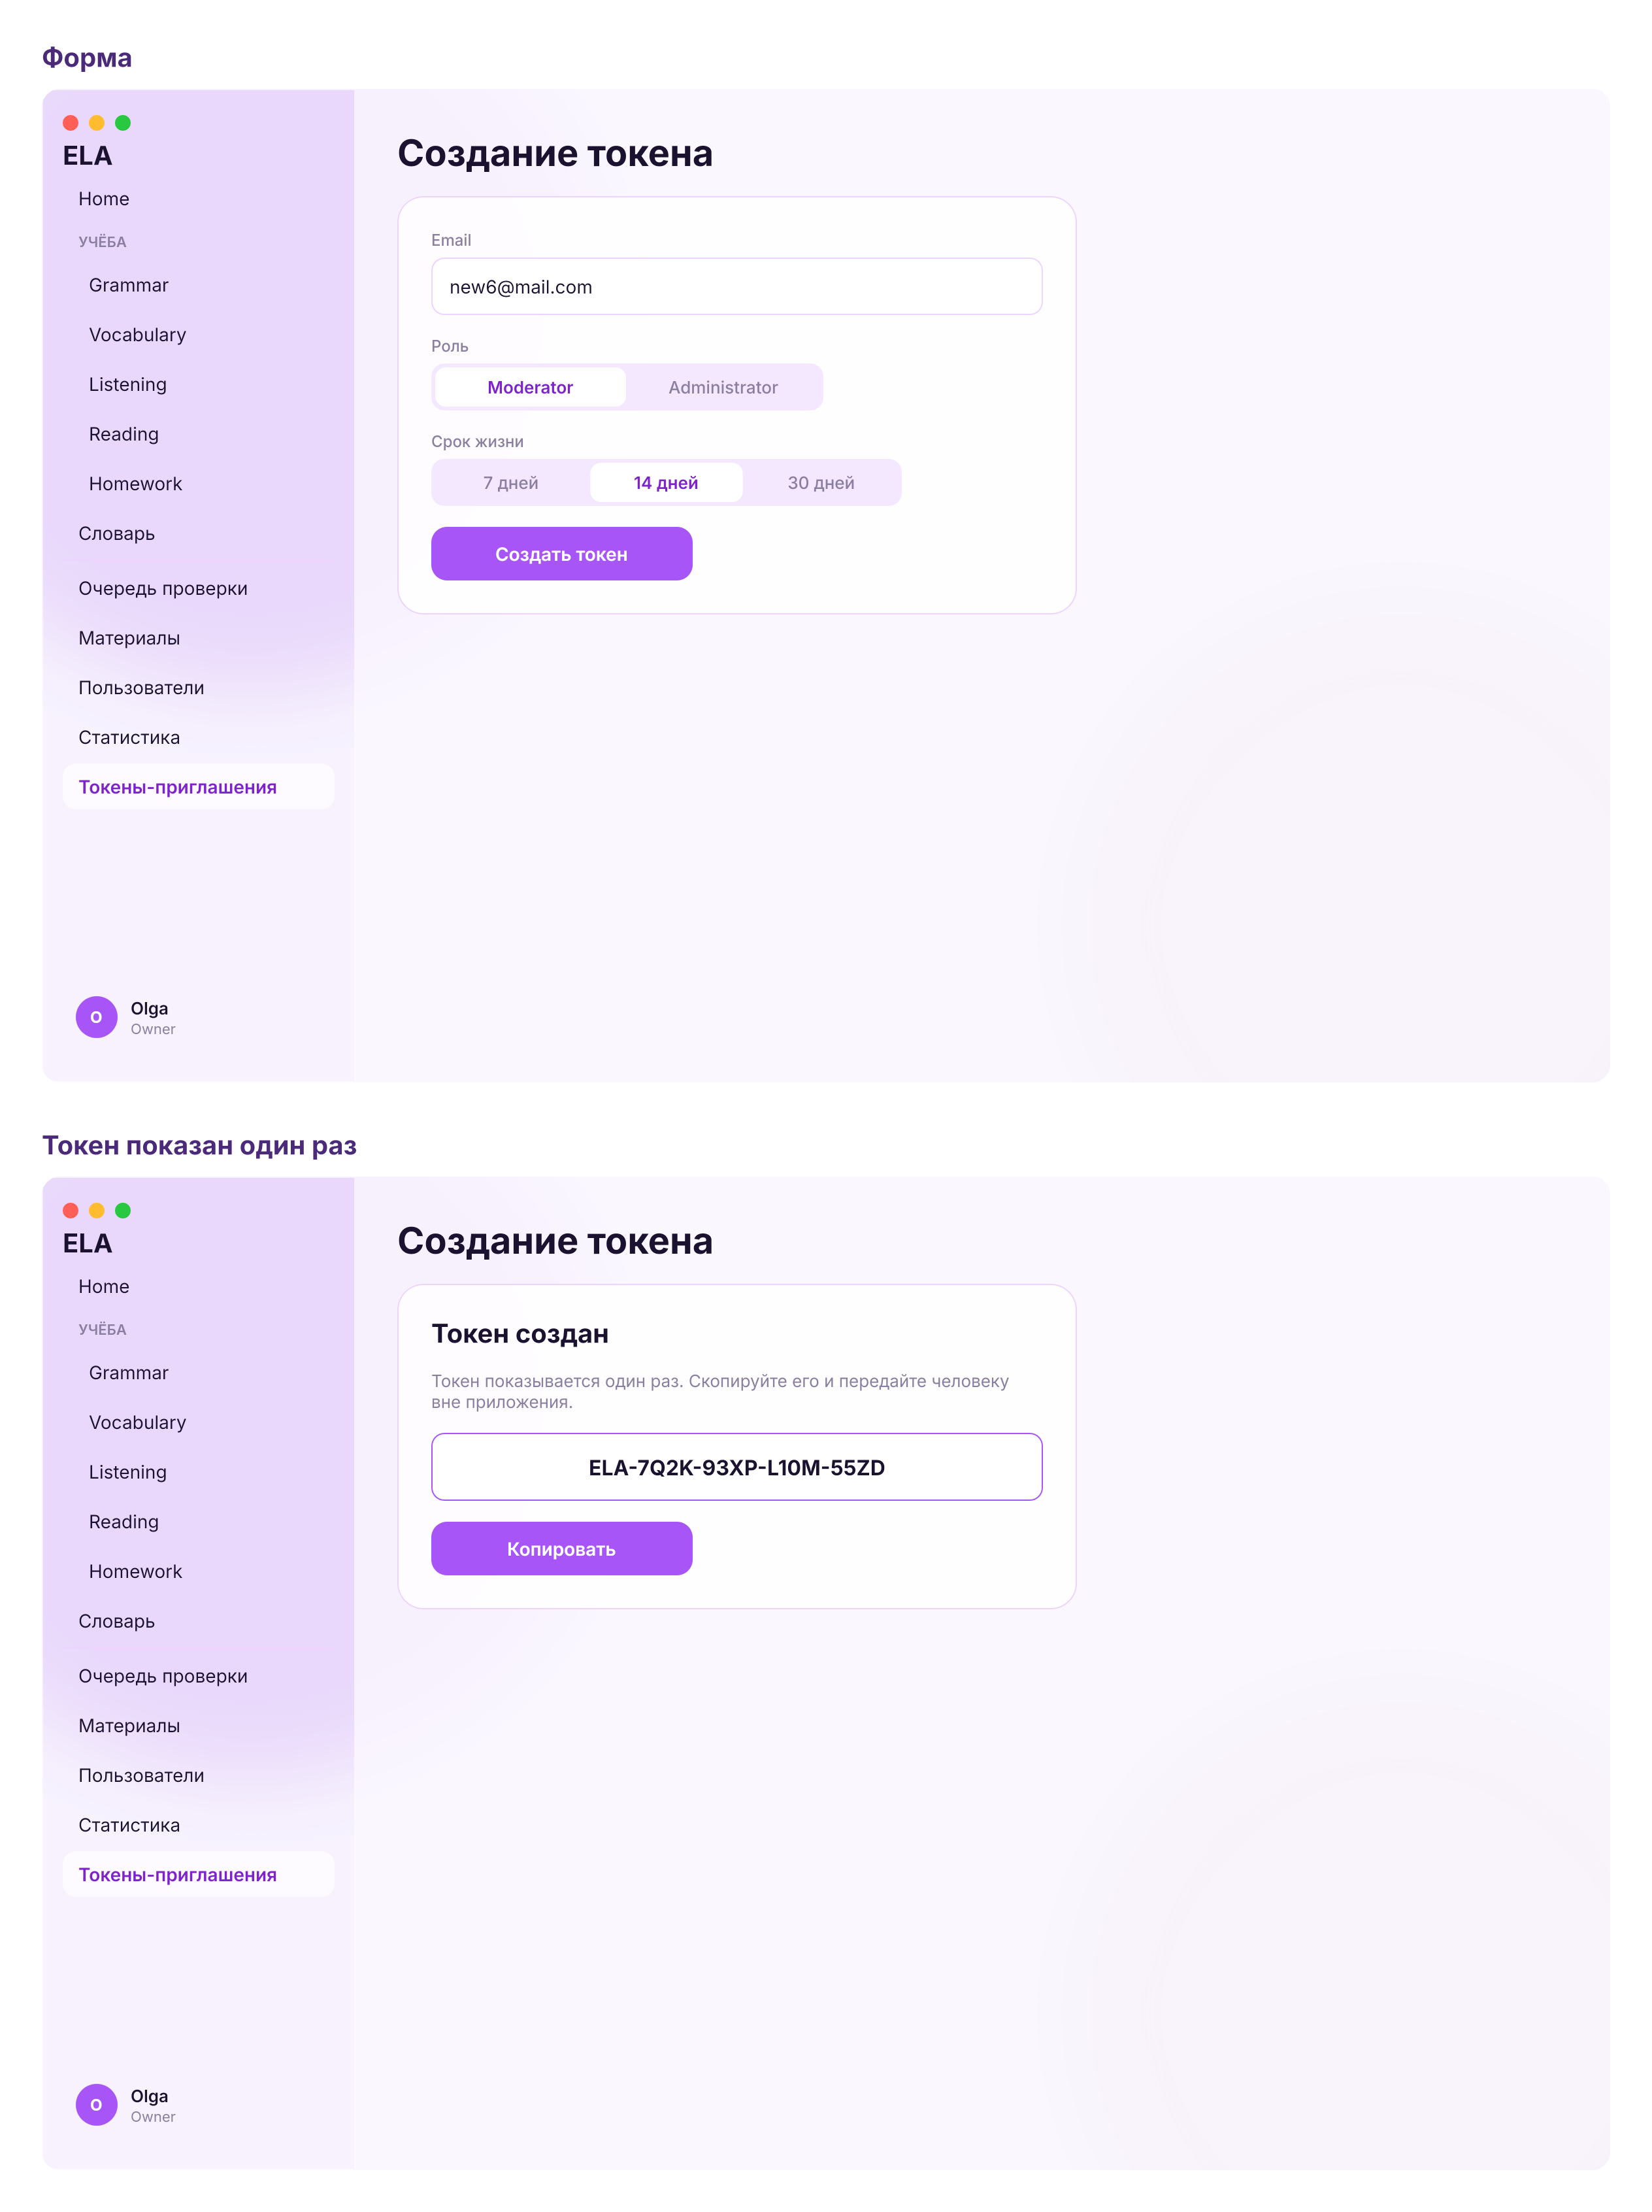 Форма
ELA
Home
УЧЁБА
Grammar
Vocabulary
Listening
Reading
Homework
Словарь
Очередь проверки
Материалы
Пользователи
Статистика
Токены-приглашения
O
Olga
Owner
Создание токена
Email
new6@mail.com
Роль
Moderator Administrator
Срок жизни
7 дней 14 дней 30 дней
Создать токен
Токен показан один раз
ELA
Home
УЧЁБА
Grammar
Vocabulary
Listening
Reading
Homework
Словарь
Очередь проверки
Материалы
Пользователи
Статистика
Токены-приглашения
O
Olga
Owner
Создание токена
Токен создан
Токен показывается один раз. Скопируйте его и передайте человеку
вне приложения.
ELA-7Q2K-93XP-L10M-55ZD
Копировать